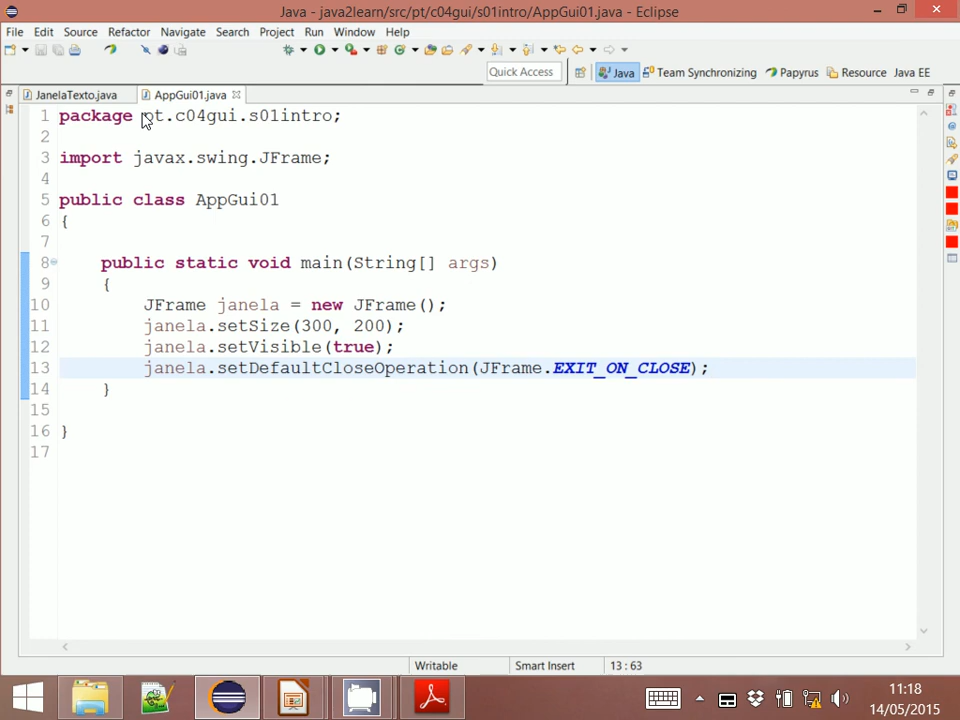 Java - java2learn/src/pt/c04gui/s01intro/AppGui01.java - Eclipse
File Edit Source Refactor Navigate Search Project Run Window Help
Quick Access Java Team Synchronizing Papyrus Resource Java EE
JanelaTexto.java AppGui01.java
1 package pt.c04gui.s01intro;
2
3 import javax.swing.JFrame;
4
5 public class AppGui01
6 {
7
8 public static void main(String[] args)
9 {
10 JFrame janela = new JFrame();
11 janela.setSize(300, 200);
12 janela.setVisible(true);
13 janela.setDefaultCloseOperation(JFrame.EXIT_ON_CLOSE);
14 }
15
16 }
17
Writable Smart Insert 13 : 63
11:18
14/05/2015